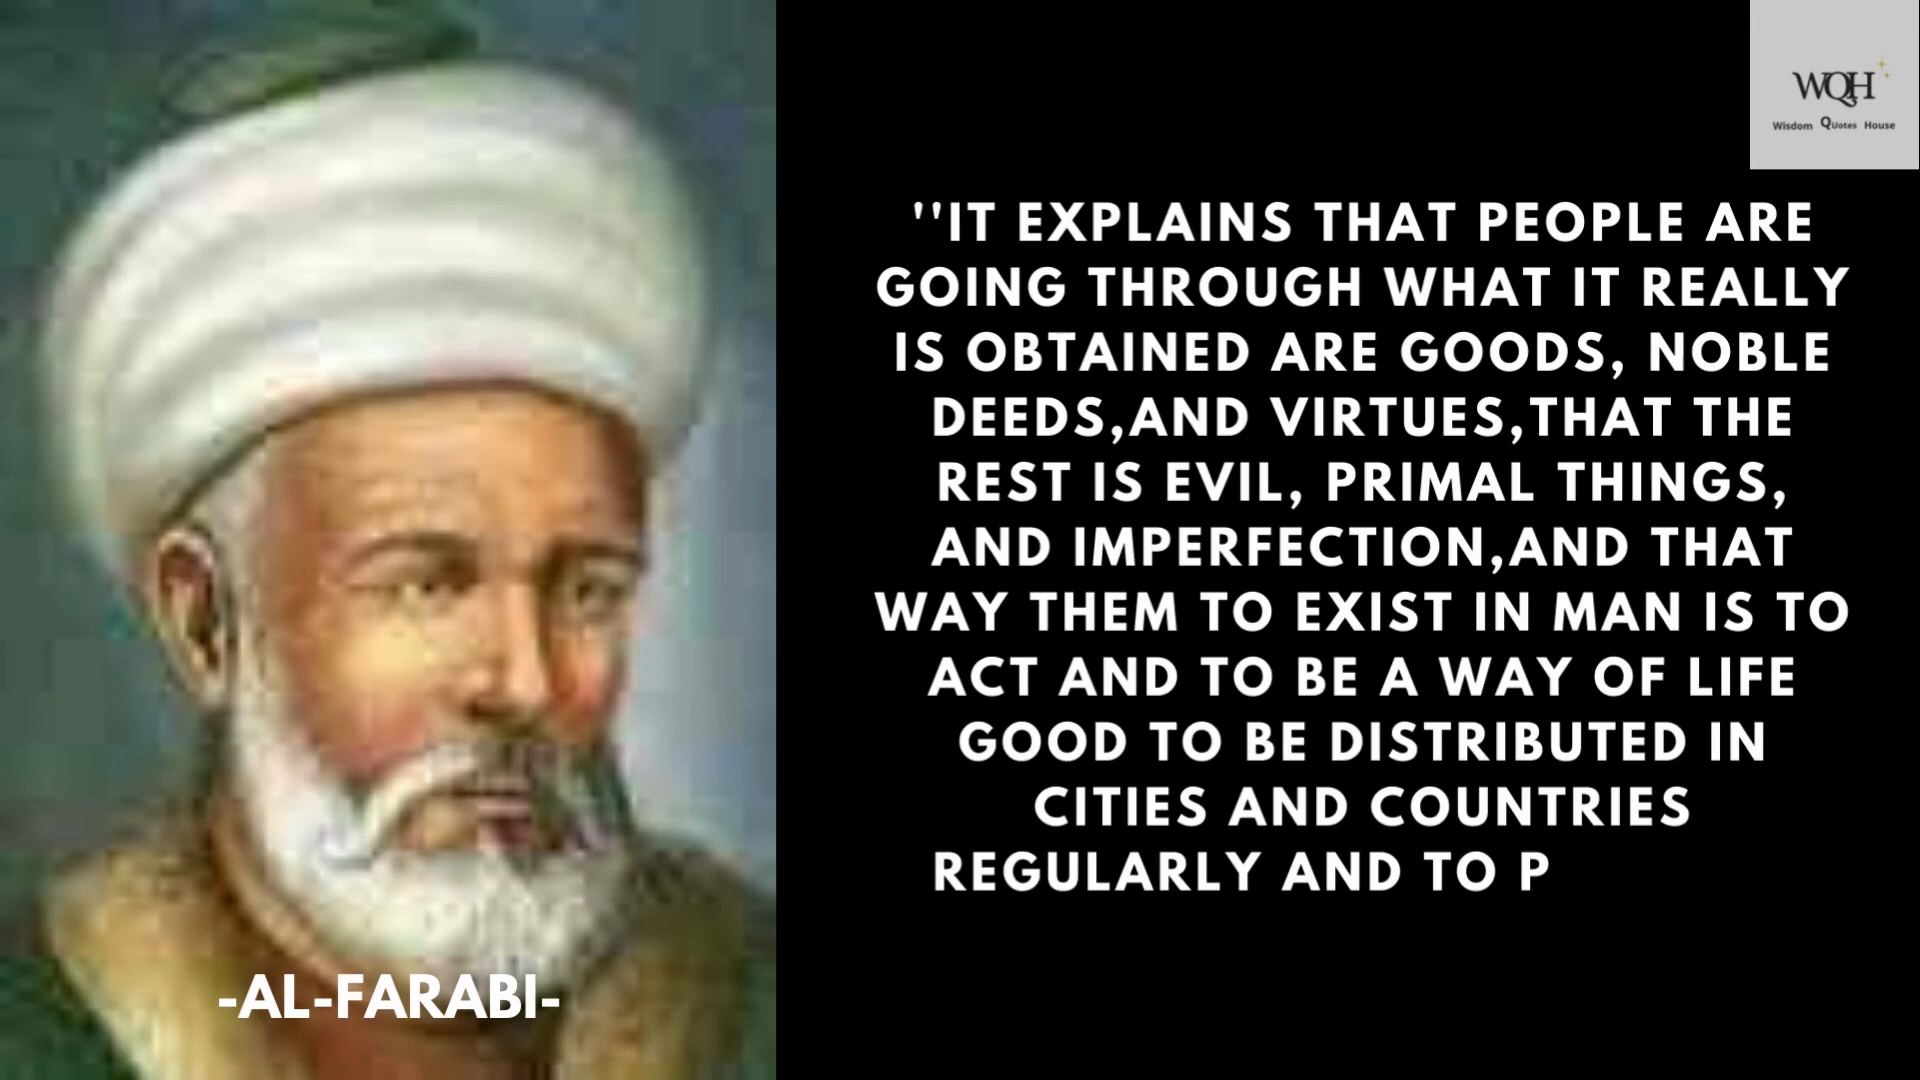 WQH
Wisdom Quotes House
''IT EXPLAINS THAT PEOPLE ARE
GOING THROUGH WHAT IT REALLY
IS OBTAINED ARE GOODS, NOBLE
DEEDS,AND VIRTUES,THAT THE
REST IS EVIL, PRIMAL THINGS,
AND IMPERFECTION,AND THAT
WAY THEM TO EXIST IN MAN IS TO
ACT AND TO BE A WAY OF LIFE
GOOD TO BE DISTRIBUTED IN
CITIES AND COUNTRIES
REGULARLY AND TO P
-AL-FARABI-